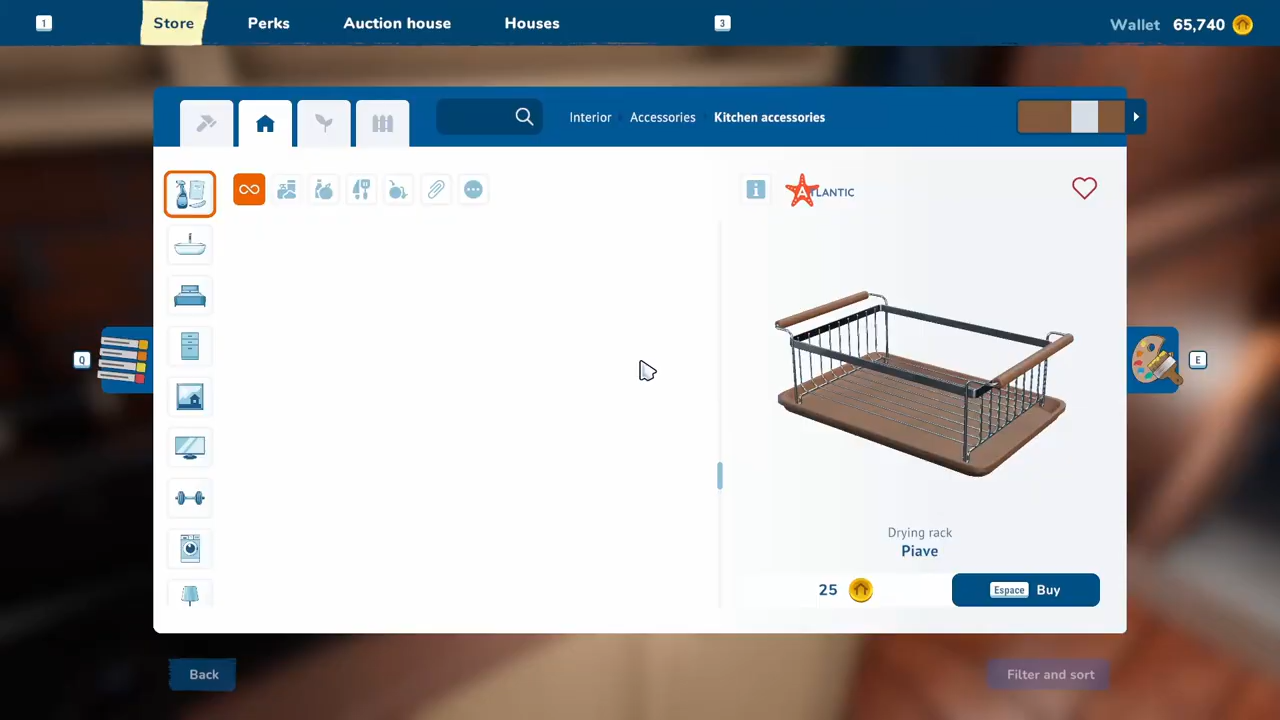 1 Store Perks Auction house Houses 3 Wallet 65,740
Interior Accessories Kitchen accessories
ATLANTIC
Q
E
Drying rack
Piave
25 Espace Buy
Back Filter and sort